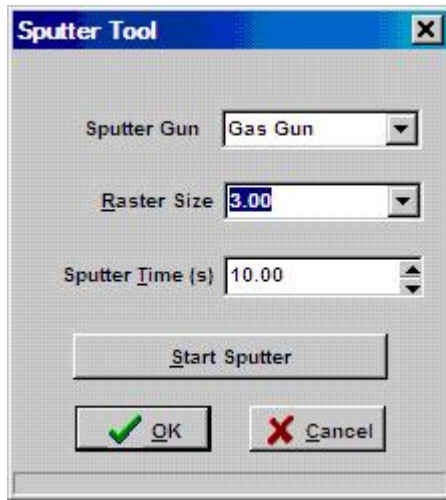 Sputter Tool
Sputter Gun Gas Gun
Raster Size 3.00
Sputter Time (s) 10.00
Start Sputter
OK Cancel